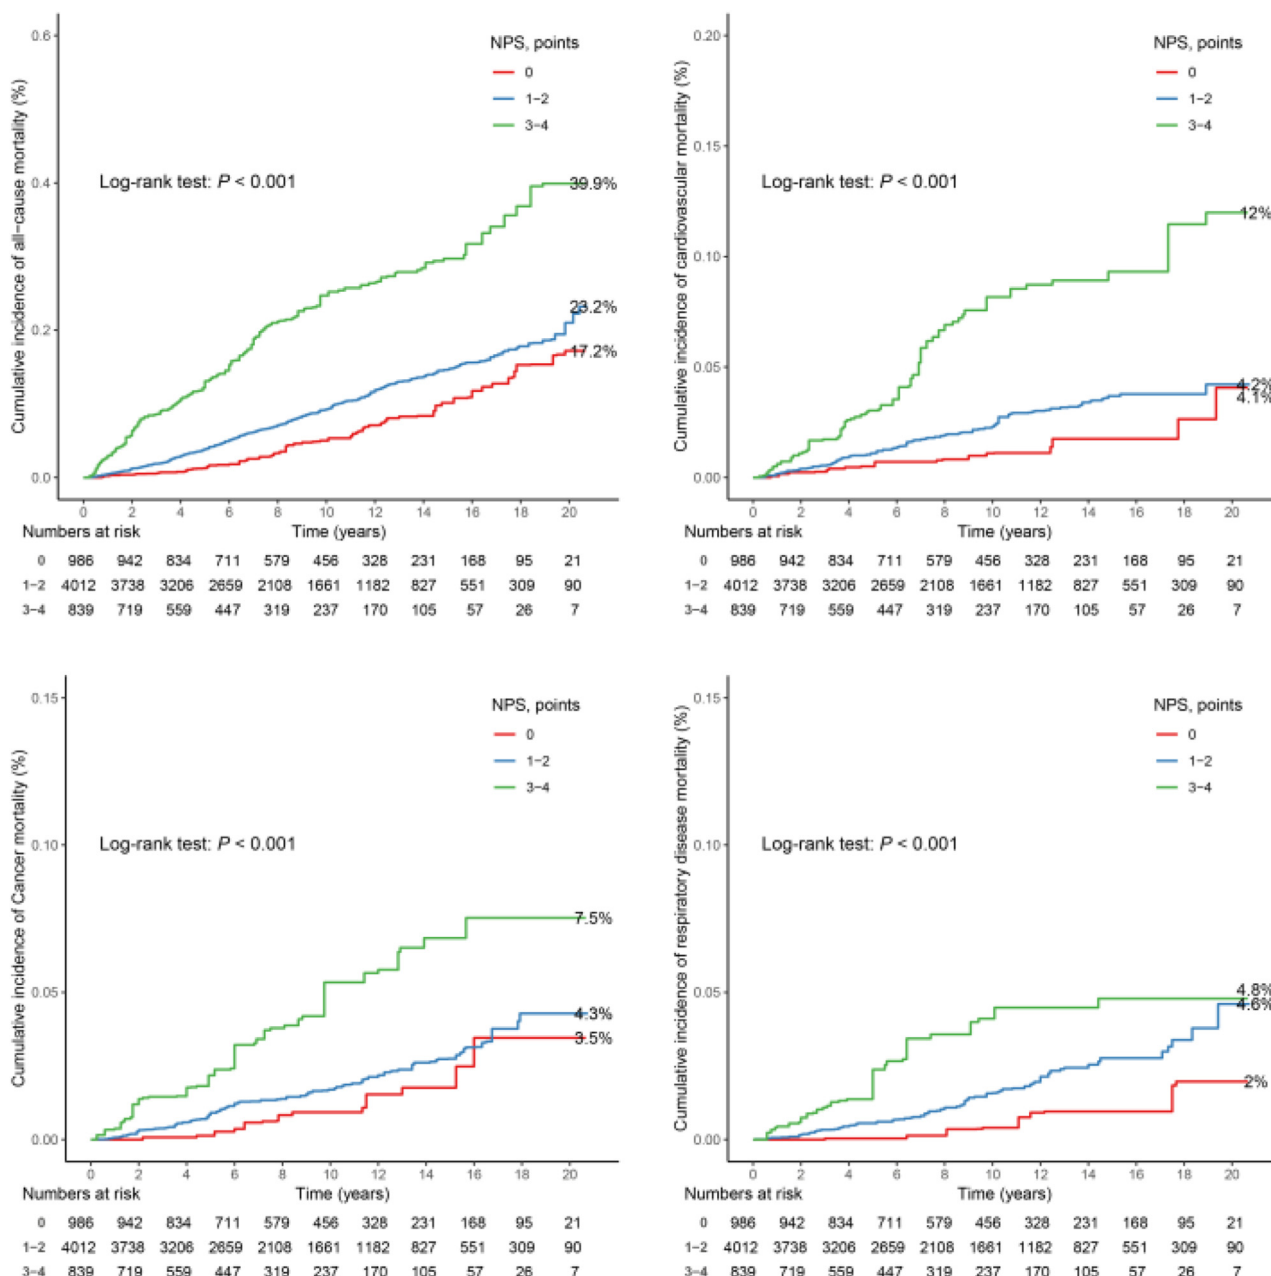 Cumulative incidence of all−cause mortality (%)
0.6
0.4
0.2
0.0
NPS, points
0
1−2
3−4
Log-rank test: P < 0.001
39.9%
23.2%
17.2%
0 2 4 6 8 10 12 14 16 18 20
Numbers at risk Time (years)
0 986 942 834 711 579 456 328 231 168 95 21
1−2 4012 3738 3206 2659 2108 1661 1182 827 551 309 90
3−4 839 719 559 447 319 237 170 105 57 26 7
Cumulative incidence of cardiovascular mortality (%)
0.20
0.15
0.10
0.05
0.00
NPS, points
0
1−2
3−4
Log-rank test: P < 0.001
12%
4.2%
4.1%
0 2 4 6 8 10 12 14 16 18 20
Numbers at risk Time (years)
0 986 942 834 711 579 456 328 231 168 95 21
1−2 4012 3738 3206 2659 2108 1661 1182 827 551 309 90
3−4 839 719 559 447 319 237 170 105 57 26 7
Cumulative incidence of Cancer mortality (%)
0.15
0.10
0.05
0.00
NPS, points
0
1−2
3−4
Log-rank test: P < 0.001
7.5%
4.3%
3.5%
0 2 4 6 8 10 12 14 16 18 20
Numbers at risk Time (years)
0 986 942 834 711 579 456 328 231 168 95 21
1−2 4012 3738 3206 2659 2108 1661 1182 827 551 309 90
3−4 839 719 559 447 319 237 170 105 57 26 7
Cumulative incidence of respiratory disease mortality (%)
0.15
0.10
0.05
0.00
NPS, points
0
1−2
3−4
Log-rank test: P < 0.001
4.8%
4.6%
2%
0 2 4 6 8 10 12 14 16 18 20
Numbers at risk Time (years)
0 986 942 834 711 579 456 328 231 168 95 21
1−2 4012 3738 3206 2659 2108 1661 1182 827 551 309 90
3−4 839 719 559 447 319 237 170 105 57 26 7